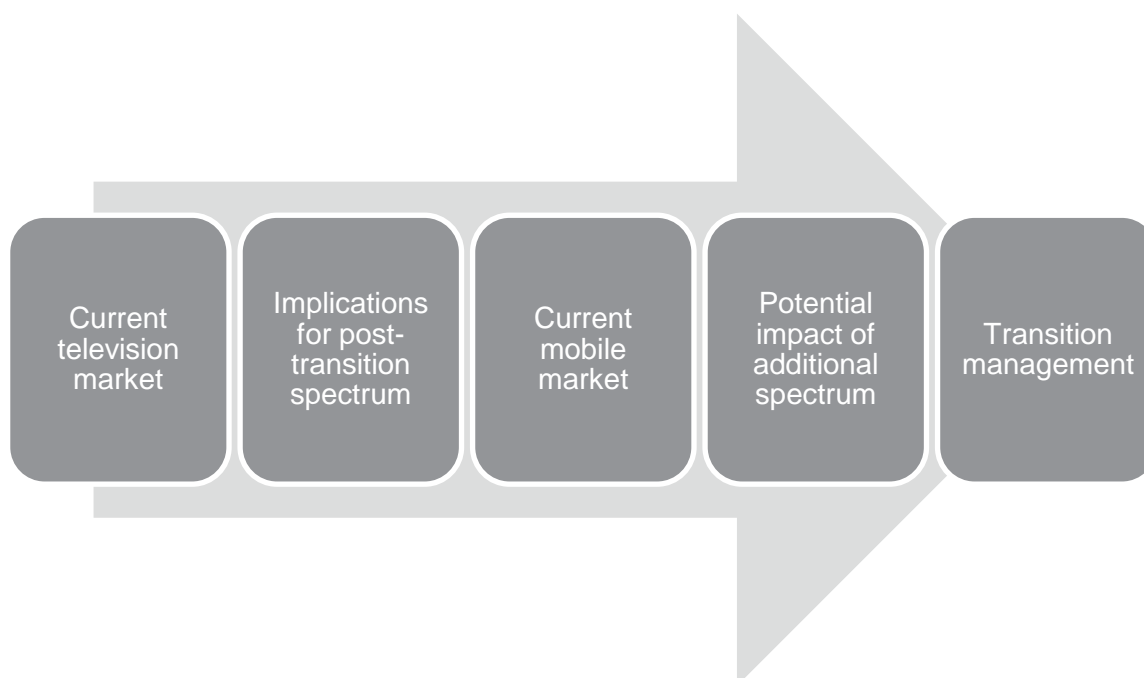 Current
television
market
Implications
for post-
transition
spectrum
Current
mobile
market
Potential
impact of
additional
spectrum
Transition
management